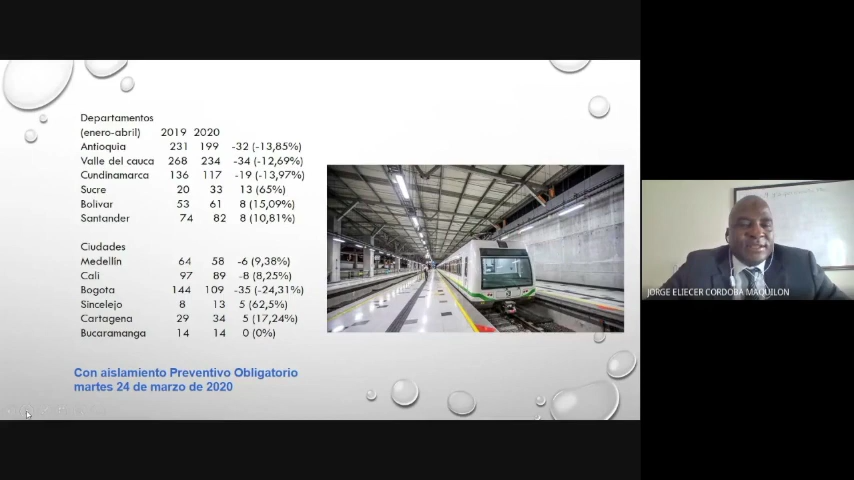 Departamentos
(enero-abril) 2019 2020
Antioquia 231 199 -32 (-13,85%)
Valle del cauca 268 234 -34 (-12,69%)
Cundinamarca 136 117 -19 (-13,97%)
Sucre 20 33 13 (65%)
Bolivar 53 61 8 (15,09%)
Santander 74 82 8 (10,81%)
Ciudades
Medellín 64 58 -6 (9,38%)
Cali 97 89 -8 (8,25%)
Bogota 144 109 -35 (-24,31%)
Sincelejo 8 13 5 (62,5%)
Cartagena 29 34 5 (17,24%)
Bucaramanga 14 14 0 (0%)
Con aislamiento Preventivo Obligatorio
martes 24 de marzo de 2020
JORGE ELIECER CORDOBA MAQUILON